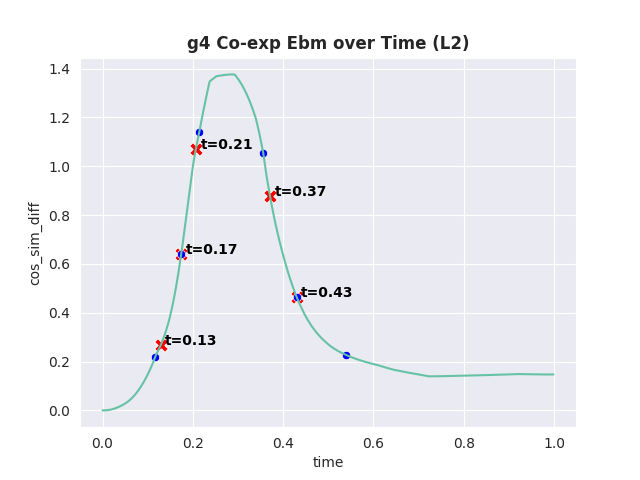 g4 Co-exp Ebm over Time (L2)
1.4
1.2
1.0
0.8
0.6
0.4
0.2
0.0
cos_sim_diff
t=0.21
t=0.37
t=0.17
t=0.43
t=0.13
0.0 0.2 0.4 0.6 0.8 1.0
time